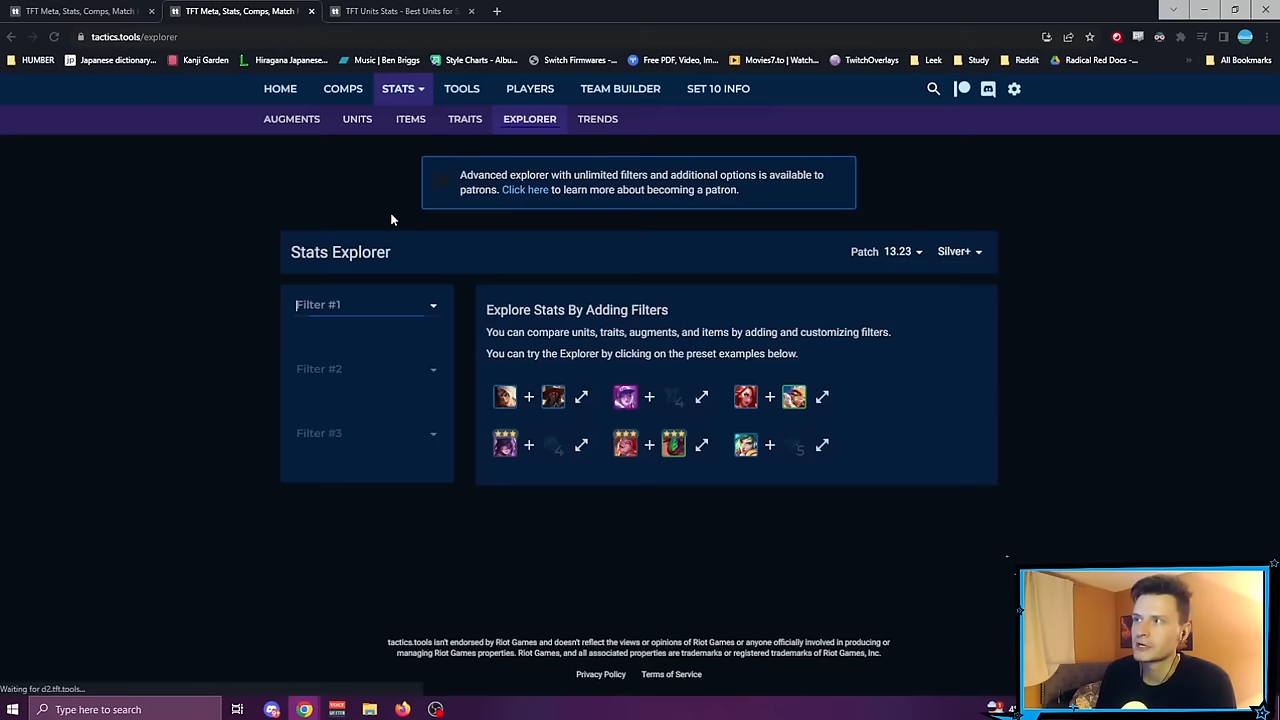 TFT Meta, Stats, Comps, Match
TFT Meta, Stats, Comps, Match
TFT Units Stats - Best Units for S
tactics.tools/explorer
HUMBER
Japanese dictionary...
Kanji Garden
Hiragana Japanese...
Music | Ben Briggs
Style Charts - Albu...
Switch Firmwares -...
Free PDF, Video, Im...
Movies7.to | Watch...
TwitchOverlays
Leek
Study
Reddit
Radical Red Docs -...
All Bookmarks
HOME
COMPS
STATS
TOOLS
PLAYERS
TEAM BUILDER
SET 10 INFO
AUGMENTS
UNITS
ITEMS
TRAITS
EXPLORER
TRENDS
Advanced explorer with unlimited filters and additional options is available to
patrons. Click here to learn more about becoming a patron.
Stats Explorer
Patch 13.23
Silver+
Filter #1
Filter #2
Filter #3
Explore Stats By Adding Filters
You can compare units, traits, augments, and items by adding and customizing filters.
You can try the Explorer by clicking on the preset examples below.
+
+ 4
+
+ 4
+
+ 5
tactics.tools isn't endorsed by Riot Games and doesn't reflect the views or opinions of Riot Games or anyone officially involved in producing or
managing Riot Games properties. Riot Games, and all associated properties are trademarks or registered trademarks of Riot Games, Inc.
Privacy Policy
Terms of Service
Waiting for d2.tft.tools...
Type here to search